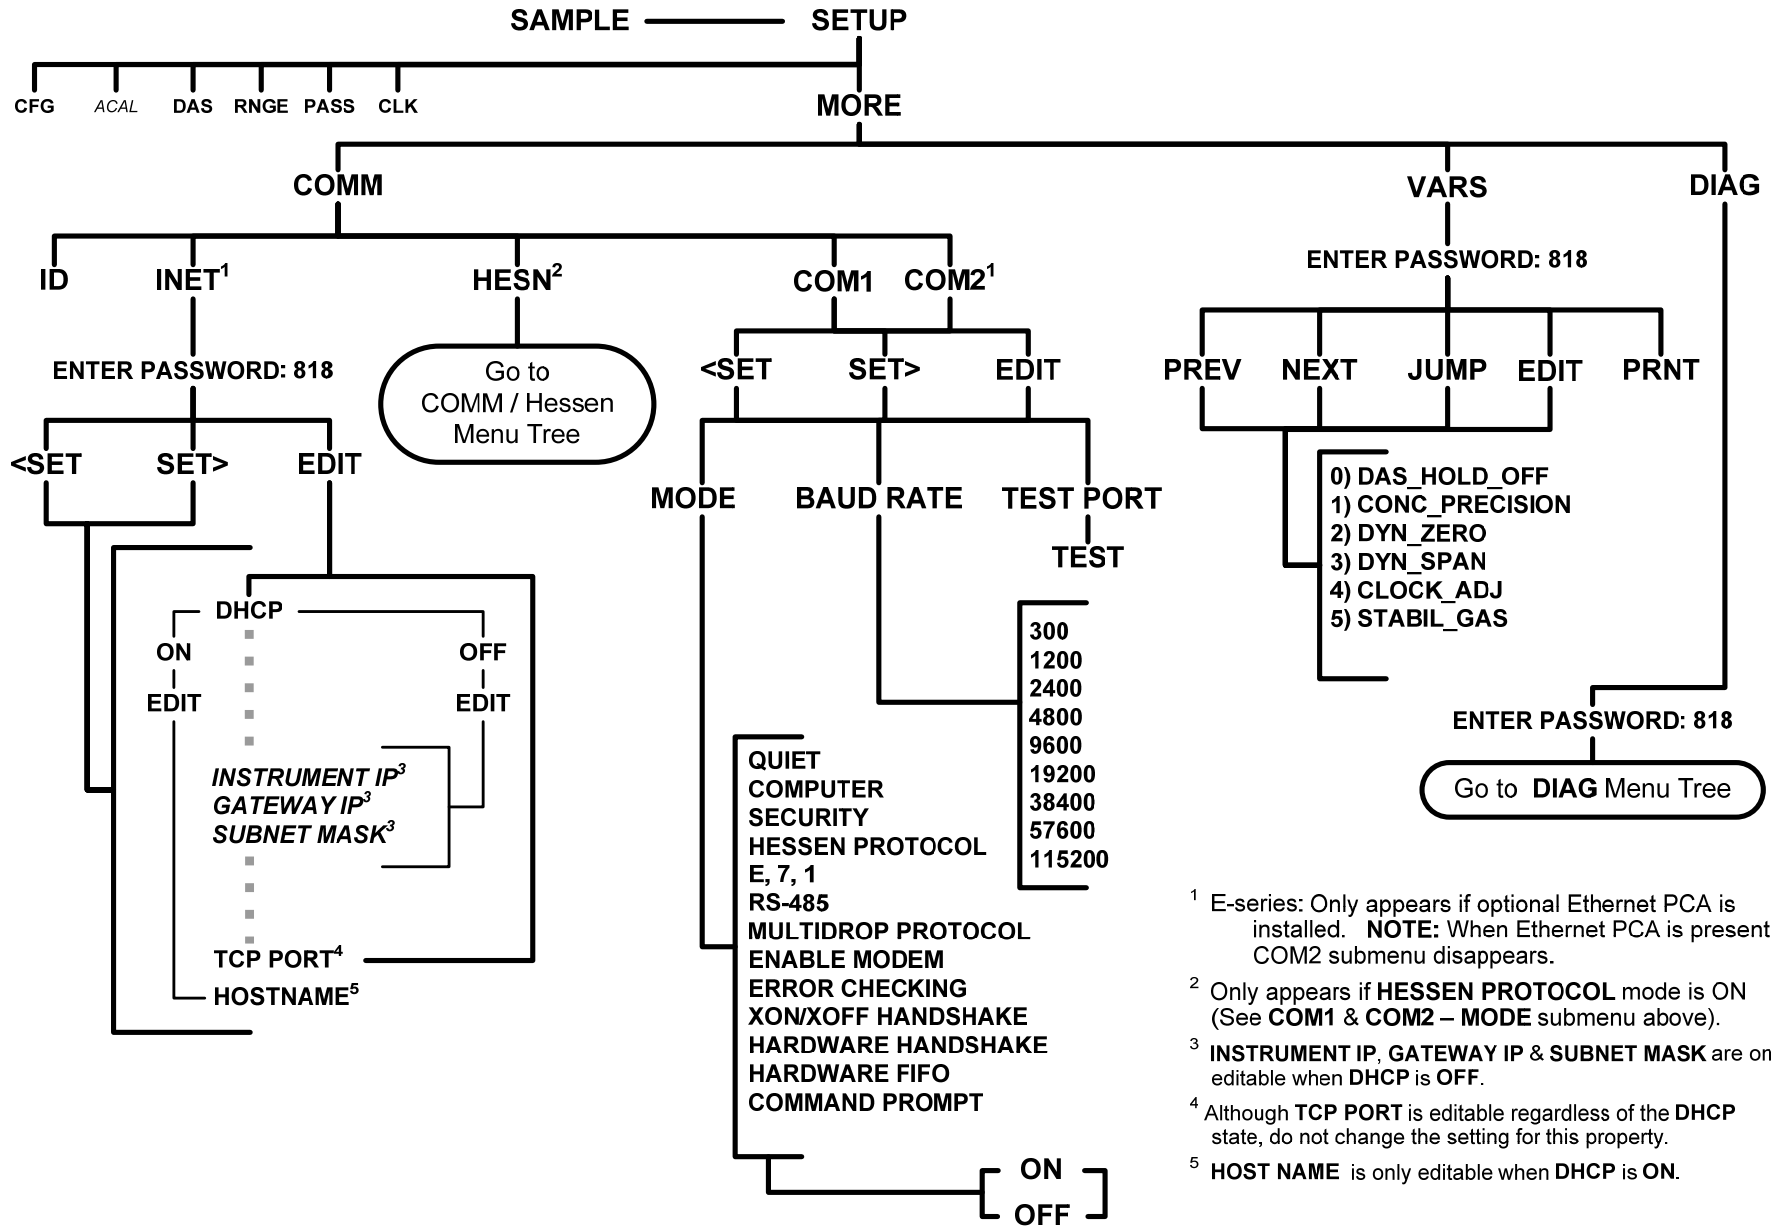 SAMPLE SETUP
CFG ACAL DAS RNGE PASS CLK MORE
COMM VARS DIAG
ID INET1 HESN2 COM1 COM21
ENTER PASSWORD: 818
ENTER PASSWORD: 818
Go to
COMM / Hessen
Menu Tree
<SET SET> EDIT
<SET SET> EDIT
PREV NEXT JUMP EDIT PRNT
MODE BAUD RATE TEST PORT
TEST
0) DAS_HOLD_OFF
1) CONC_PRECISION
2) DYN_ZERO
3) DYN_SPAN
4) CLOCK_ADJ
5) STABIL_GAS
DHCP
ON OFF
EDIT EDIT
INSTRUMENT IP3
GATEWAY IP3
SUBNET MASK3
TCP PORT4
HOSTNAME5
300
1200
2400
4800
9600
19200
38400
57600
115200
QUIET
COMPUTER
SECURITY
HESSEN PROTOCOL
E, 7, 1
RS-485
MULTIDROP PROTOCOL
ENABLE MODEM
ERROR CHECKING
XON/XOFF HANDSHAKE
HARDWARE HANDSHAKE
HARDWARE FIFO
COMMAND PROMPT
ON
OFF
ENTER PASSWORD: 818
Go to DIAG Menu Tree
1 E-series: Only appears if optional Ethernet PCA is
installed. NOTE: When Ethernet PCA is present
COM2 submenu disappears.
2 Only appears if HESSEN PROTOCOL mode is ON
(See COM1 & COM2 – MODE submenu above).
3 INSTRUMENT IP, GATEWAY IP & SUBNET MASK are on
editable when DHCP is OFF.
4 Although TCP PORT is editable regardless of the DHCP
state, do not change the setting for this property.
5 HOST NAME is only editable when DHCP is ON.